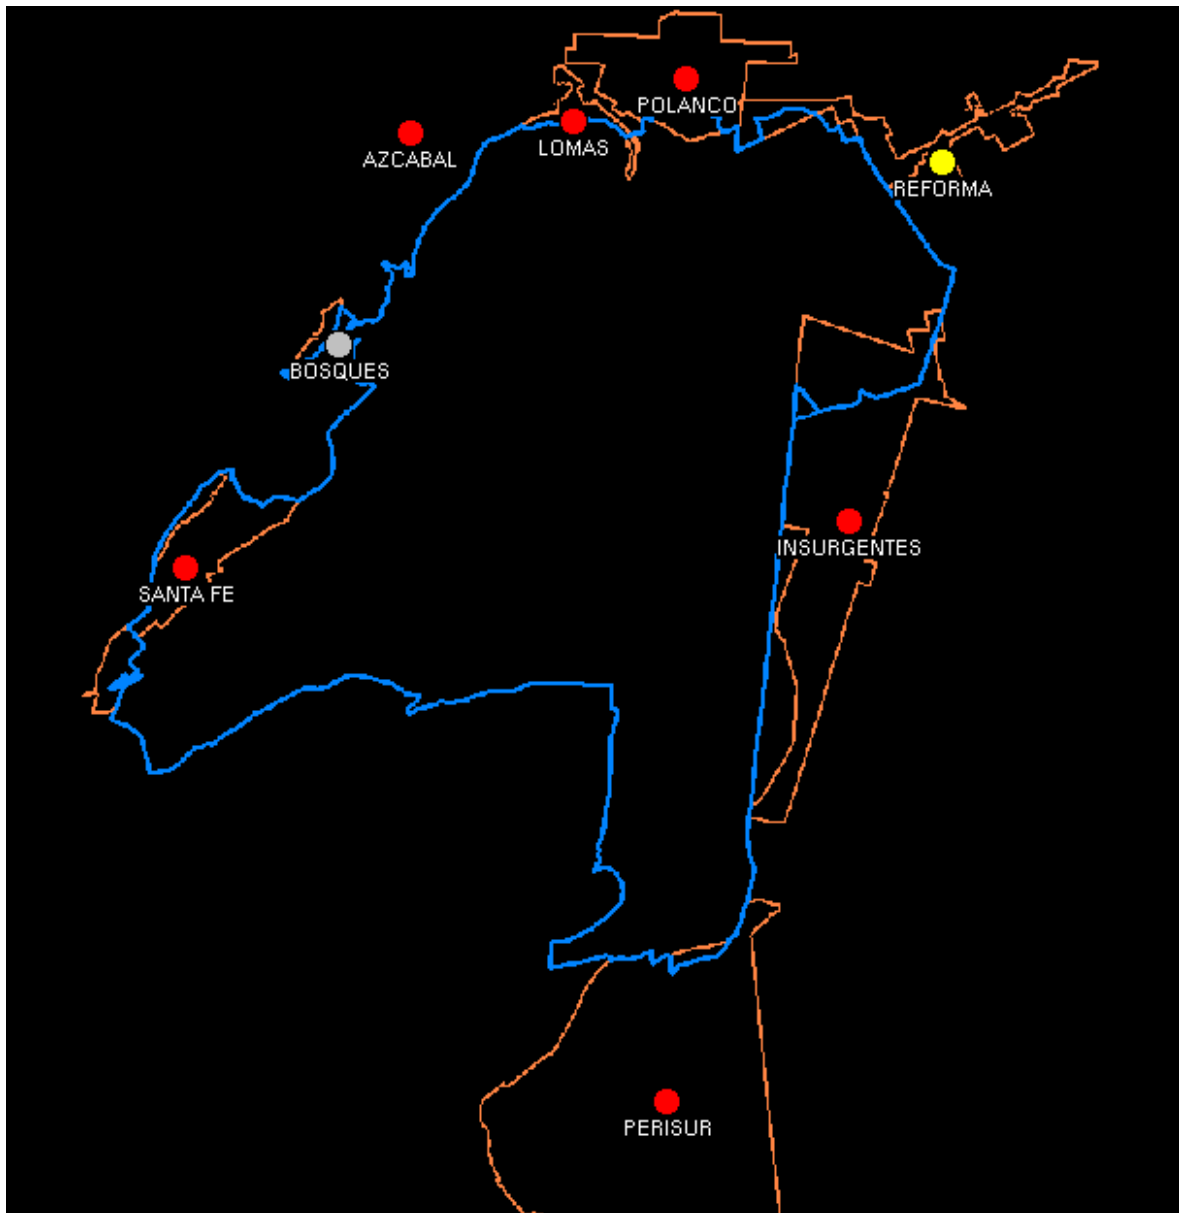 POLANCO
LOMAS
AZCABAL
REFORMA
BOSQUES
INSURGENTES
SANTA FE
PERISUR